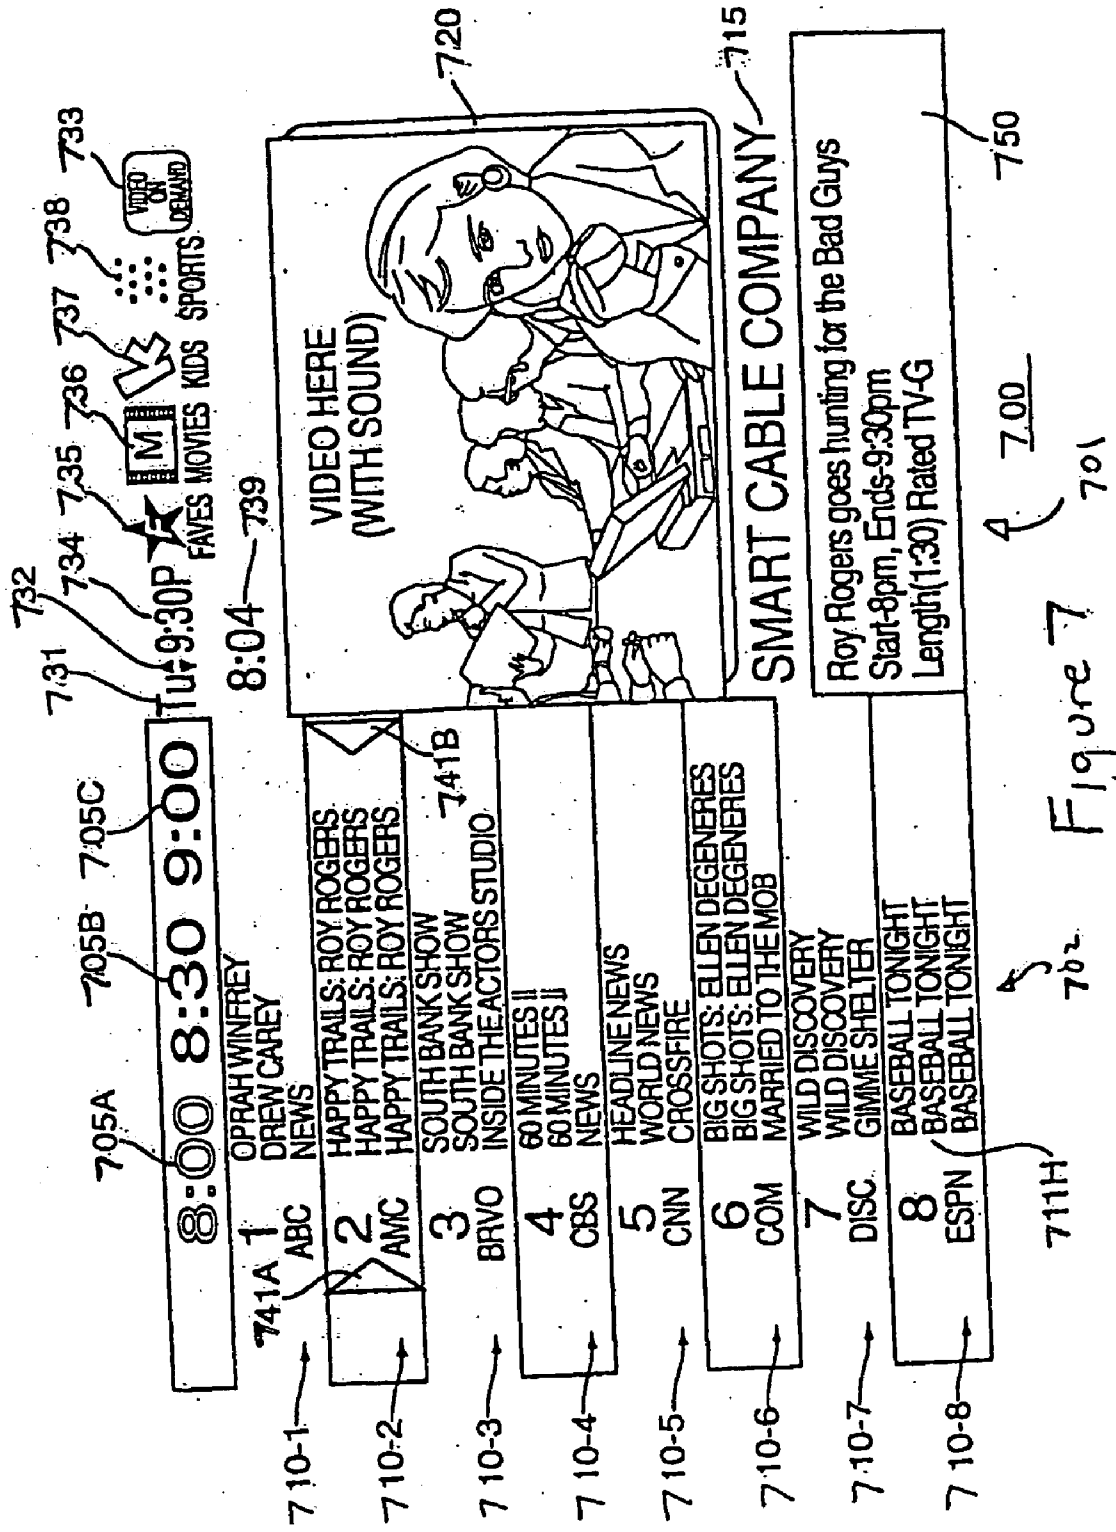 731
732
734
735
736
737
738
733
705A
705B
705C
8:00 8:30 9:00
Tu 9:30P
F
FAVES
M
MOVIES
KIDS
SPORTS
VIDEO
ON
DEMAND
8:04
739
720
VIDEO HERE
(WITH SOUND)
SMART CABLE COMPANY
715
Roy Rogers goes hunting for the Bad Guys
Start-8pm, Ends-9:30pm
Length(1:30) Rated TV-G
750
710-1
1
ABC
OPRAH WINFREY
DREW CAREY
NEWS
741A
710-2
2
AMC
HAPPY TRAILS: ROY ROGERS
HAPPY TRAILS: ROY ROGERS
HAPPY TRAILS: ROY ROGERS
741B
710-3
3
BRVO
SOUTH BANK SHOW
SOUTH BANK SHOW
INSIDE THE ACTORS STUDIO
710-4
4
CBS
60 MINUTES II
60 MINUTES II
NEWS
710-5
5
CNN
HEADLINE NEWS
WORLD NEWS
CROSSFIRE
710-6
6
COM
BIG SHOTS: ELLEN DEGENERES
BIG SHOTS: ELLEN DEGENERES
MARRIED TO THE MOB
710-7
7
DISC
WILD DISCOVERY
WILD DISCOVERY
GIMME SHELTER
710-8
8
ESPN
BASEBALL TONIGHT
BASEBALL TONIGHT
BASEBALL TONIGHT
711H
702
700
701
Figure 7